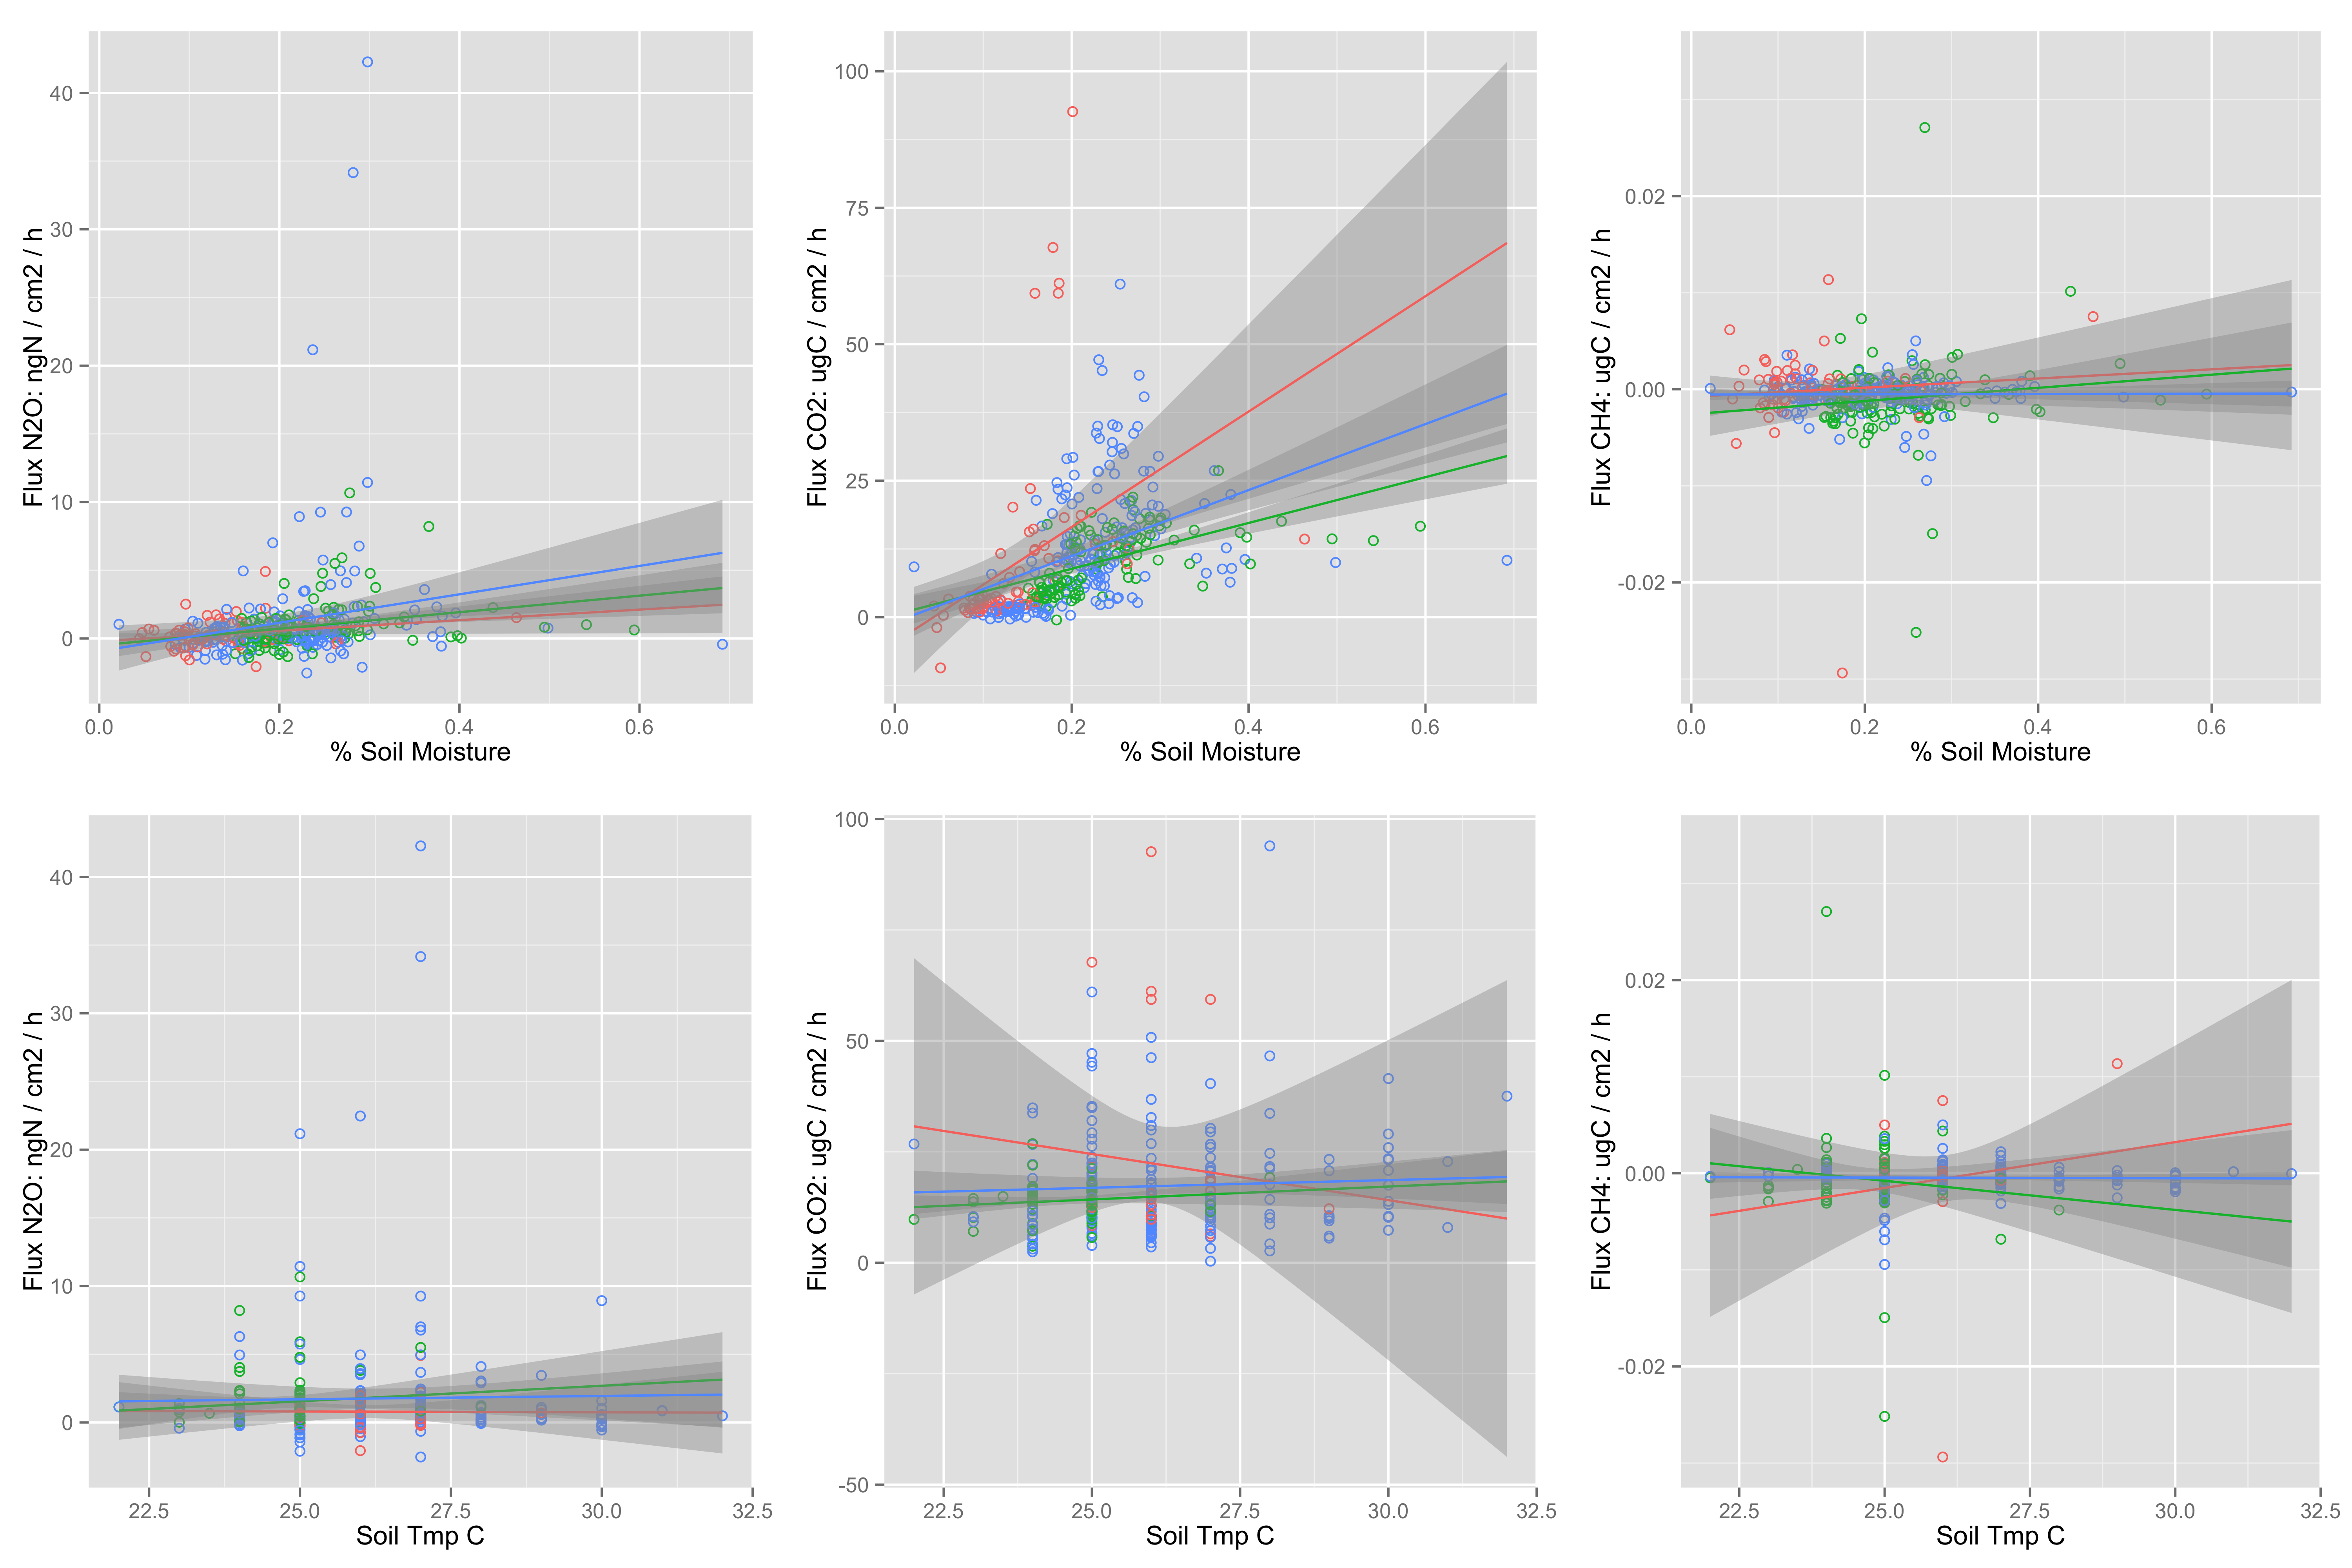 Flux N2O: ngN / cm2 / h
40
30
20
10
0
0.0 0.2 0.4 0.6
% Soil Moisture
Flux CO2: ugC / cm2 / h
100
75
50
25
0
0.0 0.2 0.4 0.6
% Soil Moisture
Flux CH4: ugC / cm2 / h
0.02
0.00
-0.02
0.0 0.2 0.4 0.6
% Soil Moisture
Flux N2O: ngN / cm2 / h
40
30
20
10
0
22.5 25.0 27.5 30.0 32.5
Soil Tmp C
Flux CO2: ugC / cm2 / h
100
50
0
-50
22.5 25.0 27.5 30.0 32.5
Soil Tmp C
Flux CH4: ugC / cm2 / h
0.02
0.00
-0.02
22.5 25.0 27.5 30.0 32.5
Soil Tmp C